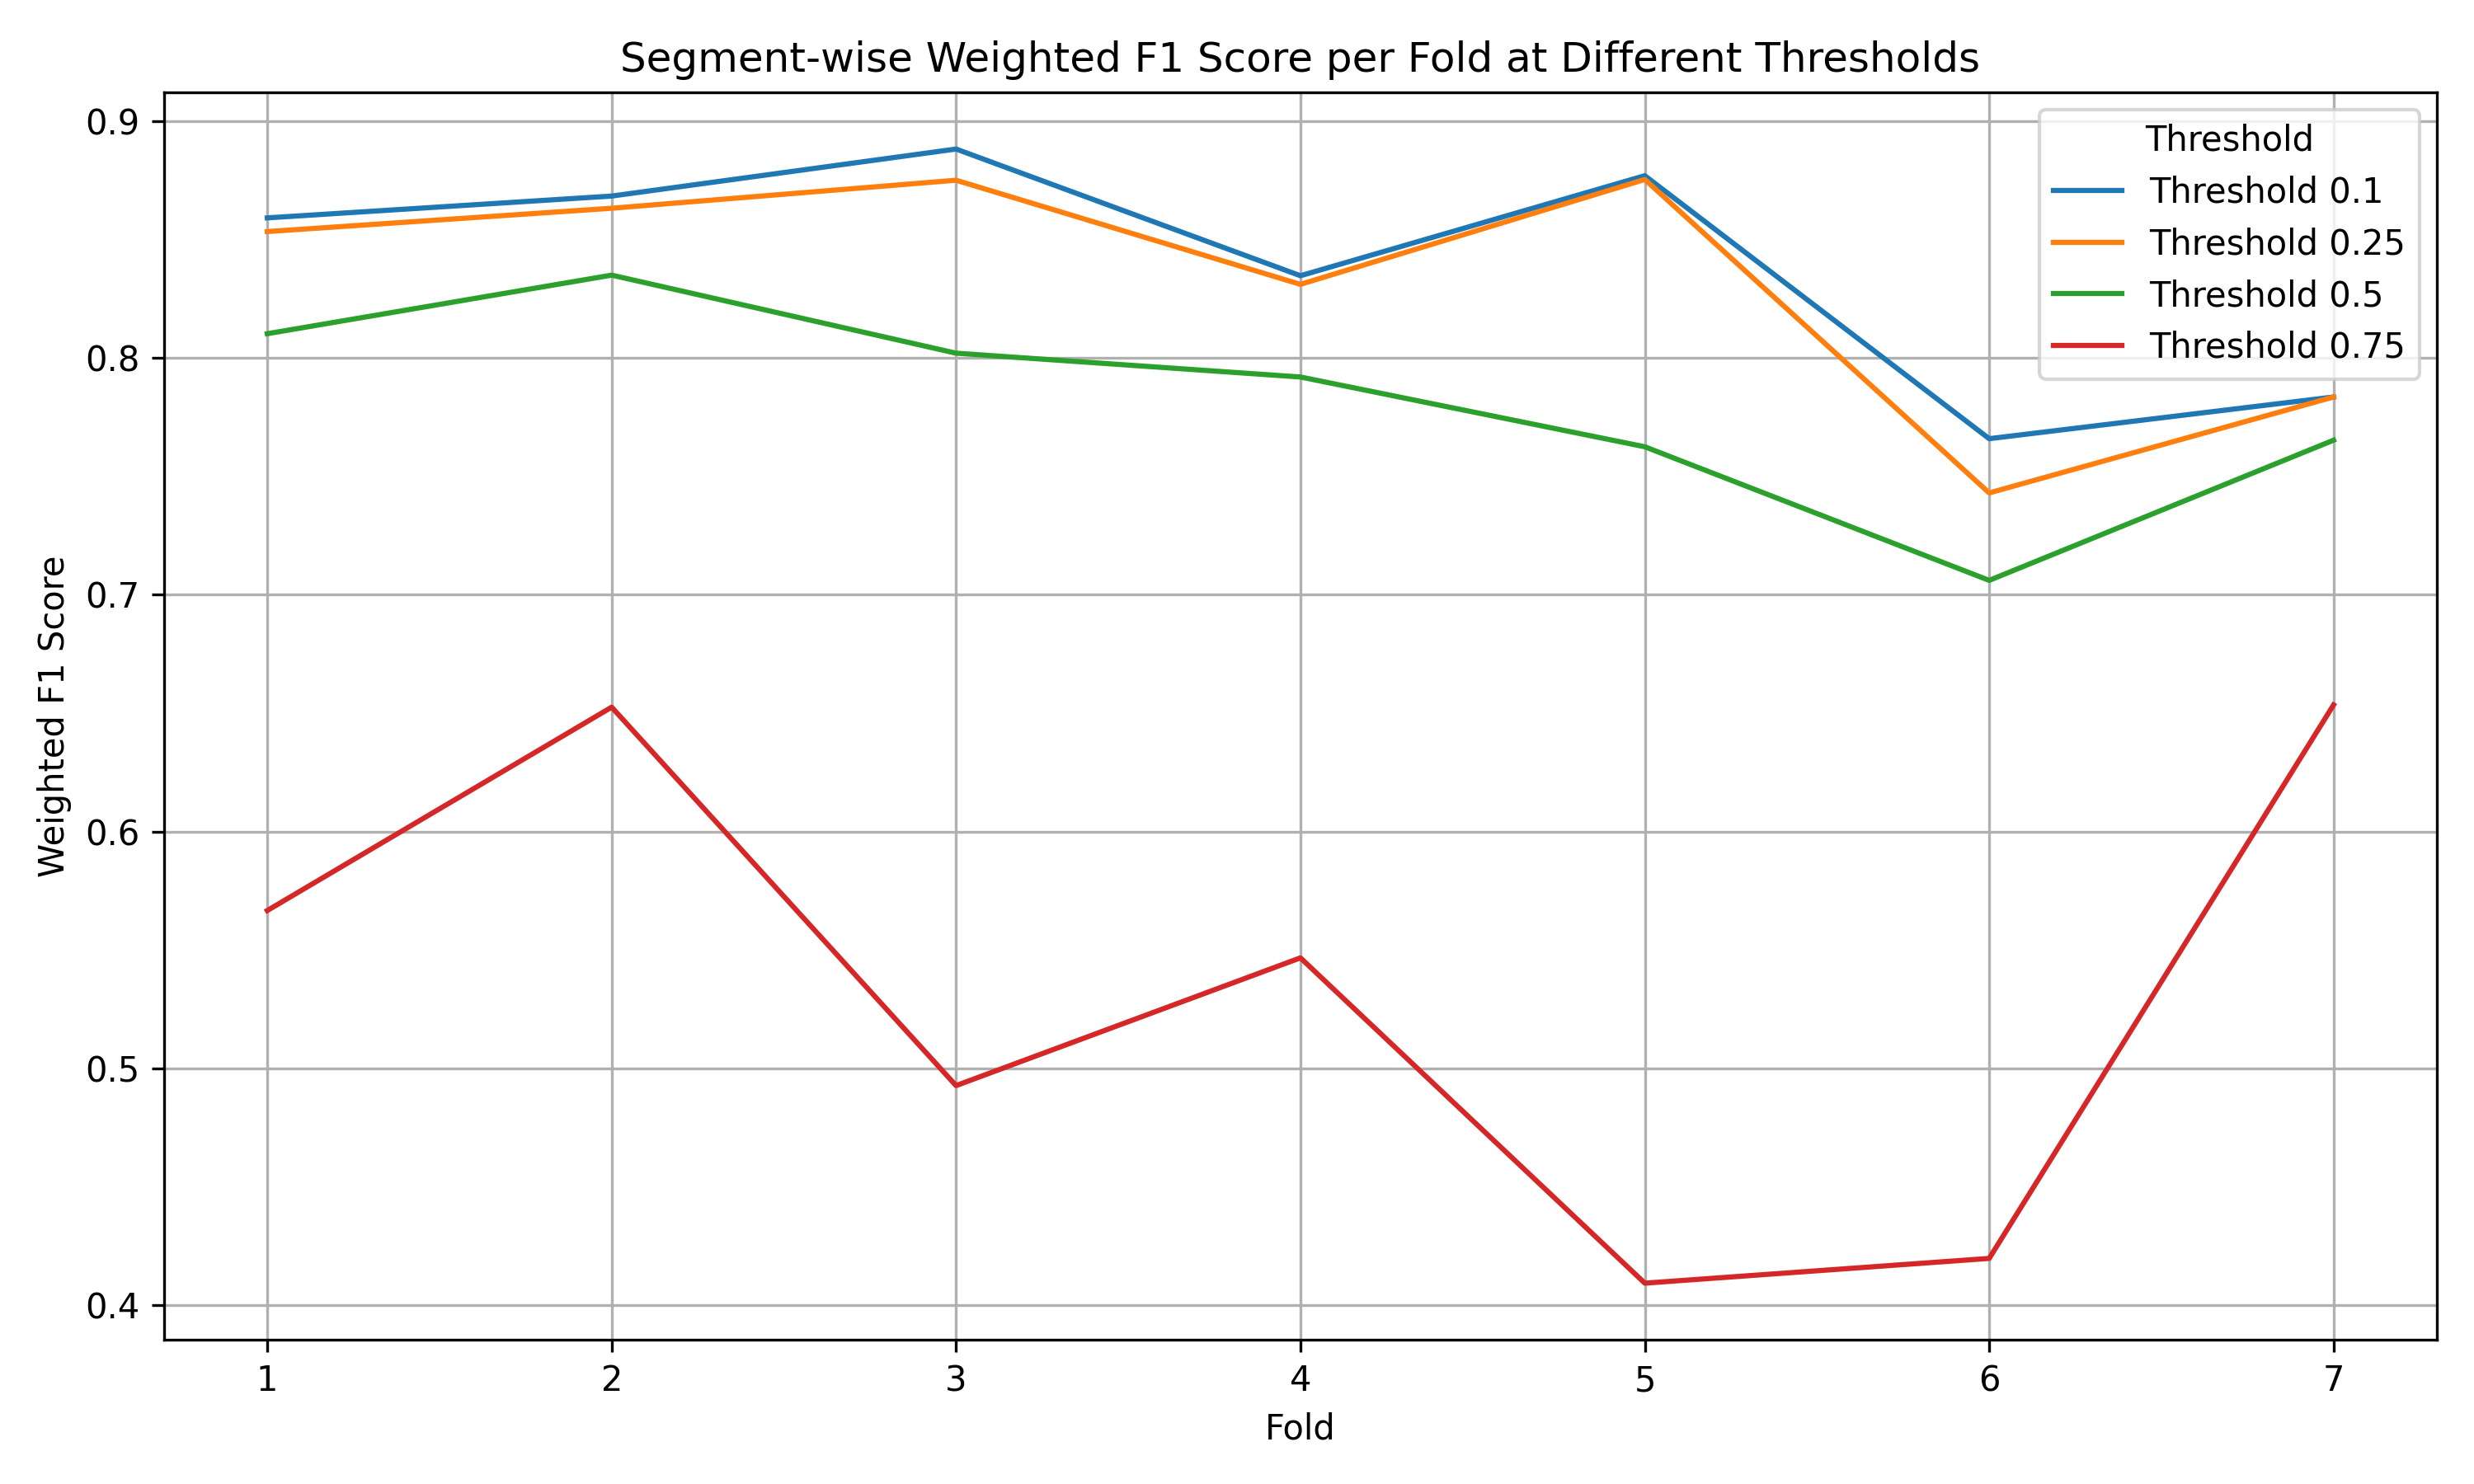 Segment-wise Weighted F1 Score per Fold at Different Thresholds
Threshold
Threshold 0.1
Threshold 0.25
Threshold 0.5
Threshold 0.75
Weighted F1 Score
0.9
0.8
0.7
0.6
0.5
0.4
1 2 3 4 5 6 7
Fold